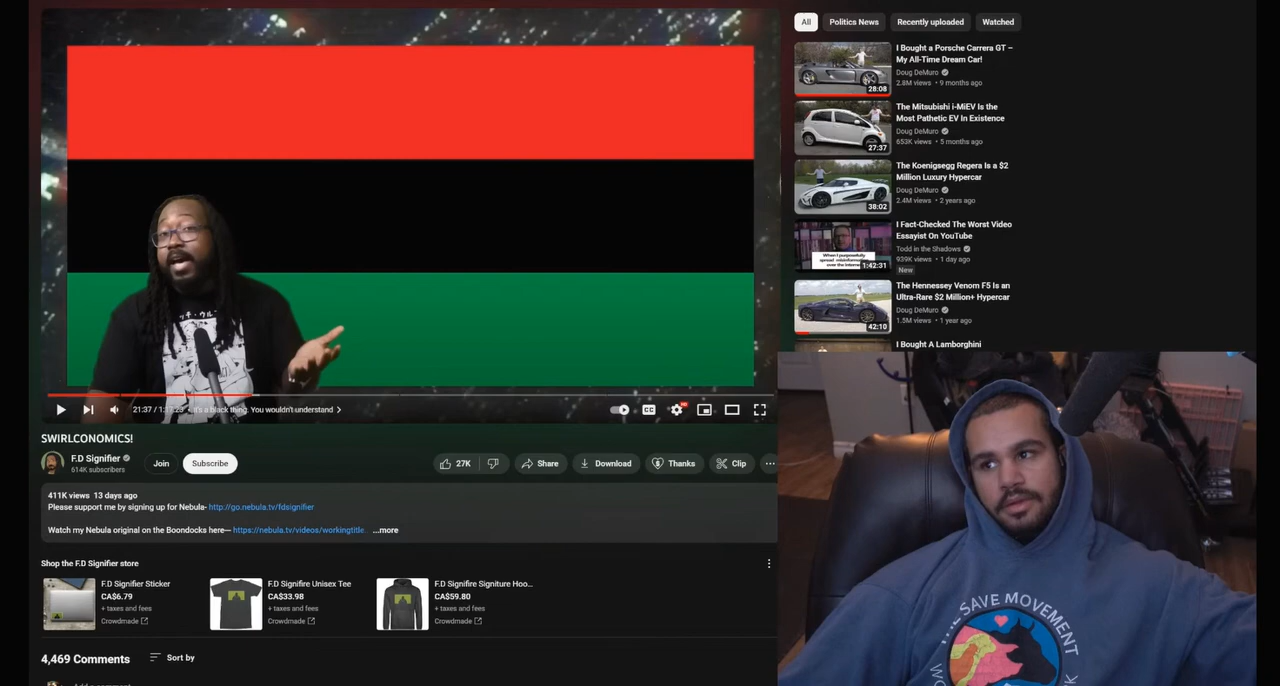 All
Politics News
Recently uploaded
Watched
28:08
I Bought a Porsche Carrera GT –
My All-Time Dream Car!
Doug DeMuro
2.8M views • 9 months ago
27:37
The Mitsubishi i-MiEV Is the
Most Pathetic EV In Existence
Doug DeMuro
653K views • 5 months ago
38:02
The Koenigsegg Regera Is a $2
Million Luxury Hypercar
Doug DeMuro
2.4M views • 2 years ago
When I purposefully
spread misinformation
over the internet
1:42:31
I Fact-Checked The Worst Video
Essayist On YouTube
Todd in the Shadows
939K views • 1 day ago
New
42:10
The Hennessey Venom F5 Is an
Ultra-Rare $2 Million+ Hypercar
Doug DeMuro
1.5M views • 1 year ago
I Bought A Lamborghini
It's a black thing. You wouldn't understand
21:37
CC
HD
SWIRLCONOMICS!
F.D Signifier
614K subscribers
Join
Subscribe
27K
Share
Download
Thanks
Clip
411K views 13 days ago
Please support me by signing up for Nebula- http://go.nebula.tv/fdsignifier
Watch my Nebula original on the Boondocks here— https://nebula.tv/videos/workingtitle... ...more
Shop the F.D Signifier store
F.D Signifier Sticker
CA$6.79
+ taxes and fees
Crowdmade
F.D Signifire Unisex Tee
CA$33.98
+ taxes and fees
Crowdmade
F.D Signifire Signiture Hoo...
CA$59.80
+ taxes and fees
Crowdmade
4,469 Comments
Sort by
SAVE MOVEMENT